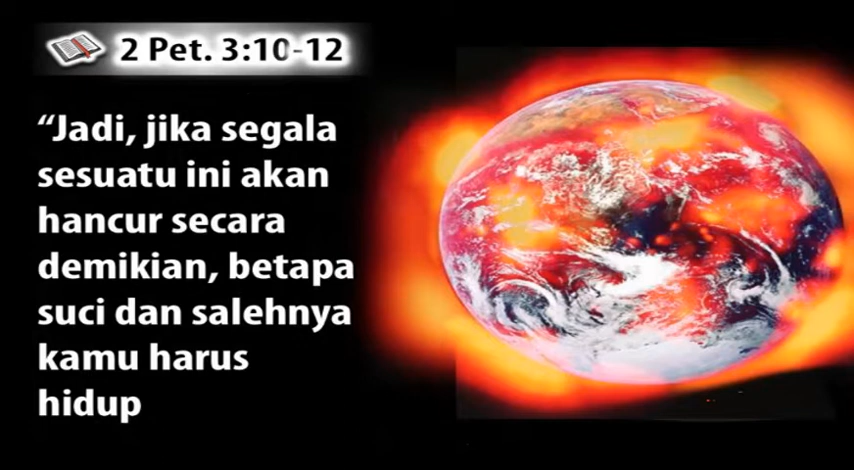 2 Pet. 3:10-12
“Jadi, jika segala
sesuatu ini akan
hancur secara
demikian, betapa
suci dan salehnya
kamu harus
hidup